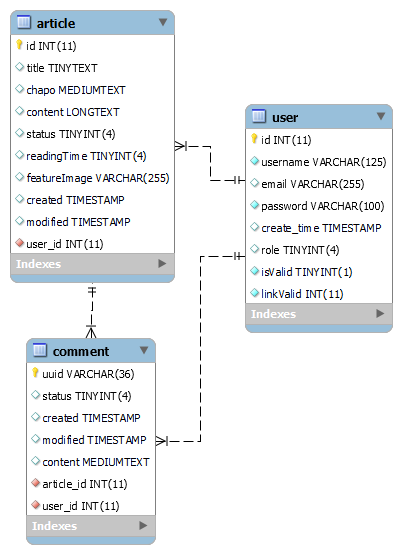 article
id INT(11)
title TINYTEXT
chapo MEDIUMTEXT
content LONGTEXT
status TINYINT(4)
readingTime TINYINT(4)
featureImage VARCHAR(255)
created TIMESTAMP
modified TIMESTAMP
user_id INT(11)
Indexes
user
id INT(11)
username VARCHAR(125)
email VARCHAR(255)
password VARCHAR(100)
create_time TIMESTAMP
role TINYINT(4)
isValid TINYINT(1)
linkValid INT(11)
Indexes
comment
uuid VARCHAR(36)
status TINYINT(4)
created TIMESTAMP
modified TIMESTAMP
content MEDIUMTEXT
article_id INT(11)
user_id INT(11)
Indexes